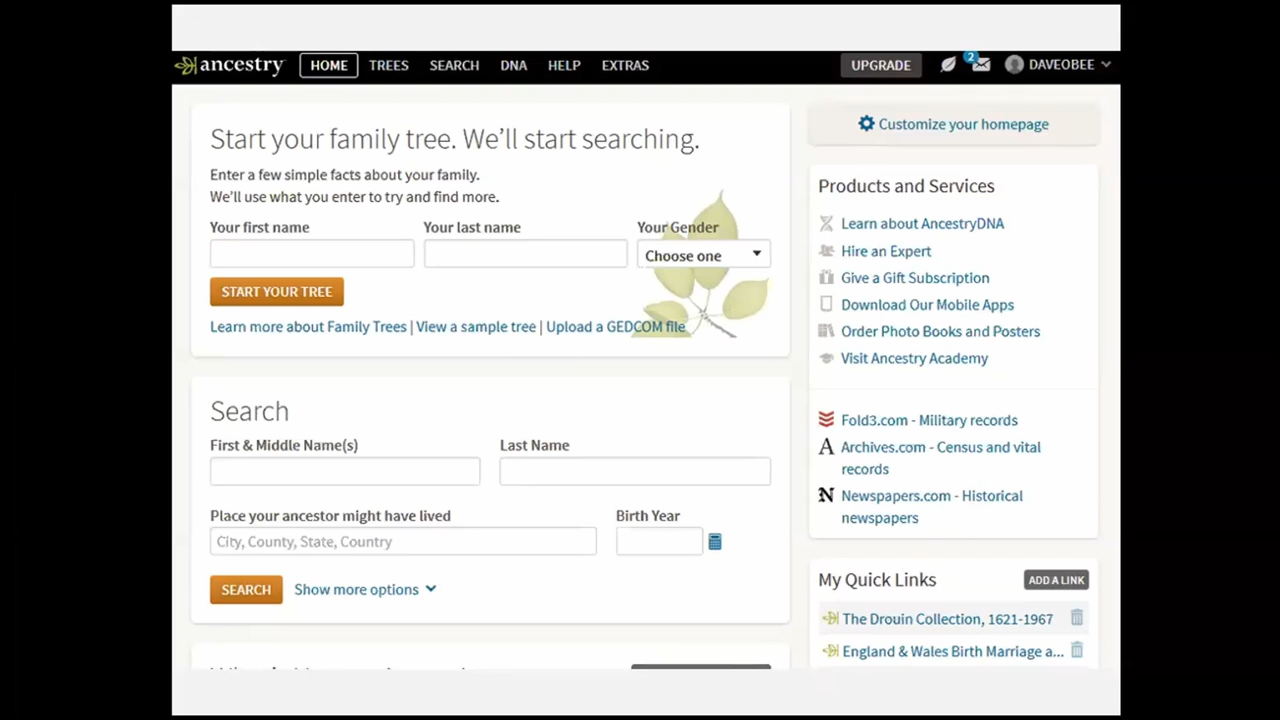 ancestry HOME TREES SEARCH DNA HELP EXTRAS UPGRADE 2 DAVEOBEE
Start your family tree. We'll start searching.
Enter a few simple facts about your family.
We'll use what you enter to try and find more.
Your first name Your last name Your Gender
Choose one
START YOUR TREE
Learn more about Family Trees | View a sample tree | Upload a GEDCOM file
Search
First & Middle Name(s) Last Name
Place your ancestor might have lived Birth Year
City, County, State, Country
SEARCH Show more options
Customize your homepage
Products and Services
Learn about AncestryDNA
Hire an Expert
Give a Gift Subscription
Download Our Mobile Apps
Order Photo Books and Posters
Visit Ancestry Academy
Fold3.com - Military records
A Archives.com - Census and vital
records
N Newspapers.com - Historical
newspapers
My Quick Links ADD A LINK
The Drouin Collection, 1621-1967
England & Wales Birth Marriage a...